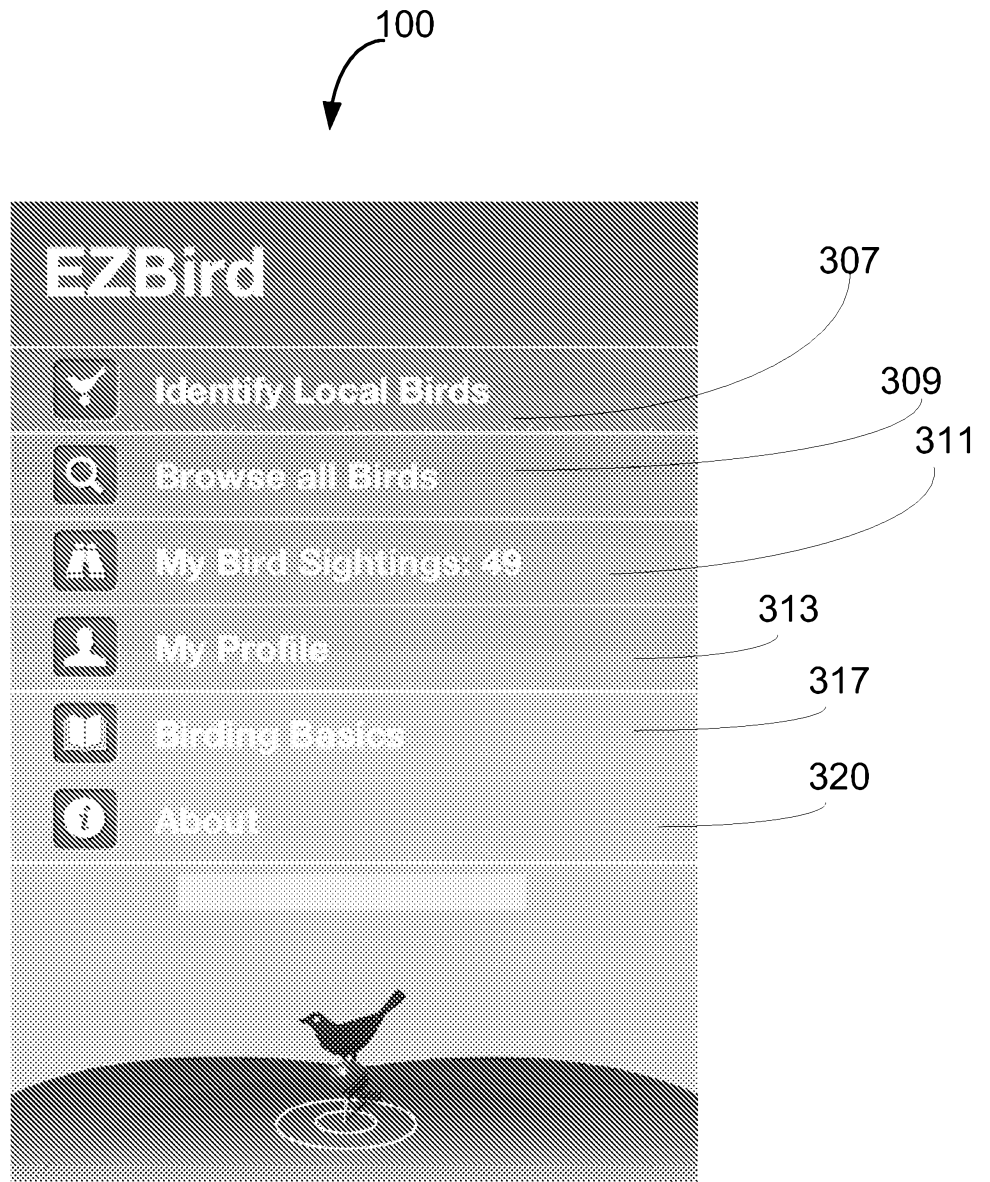 100
EZBird
307
Identify Local Birds
309
Browse all Birds
311
My Bird Sightings: 49
313
My Profile
317
Birding Basics
320
About